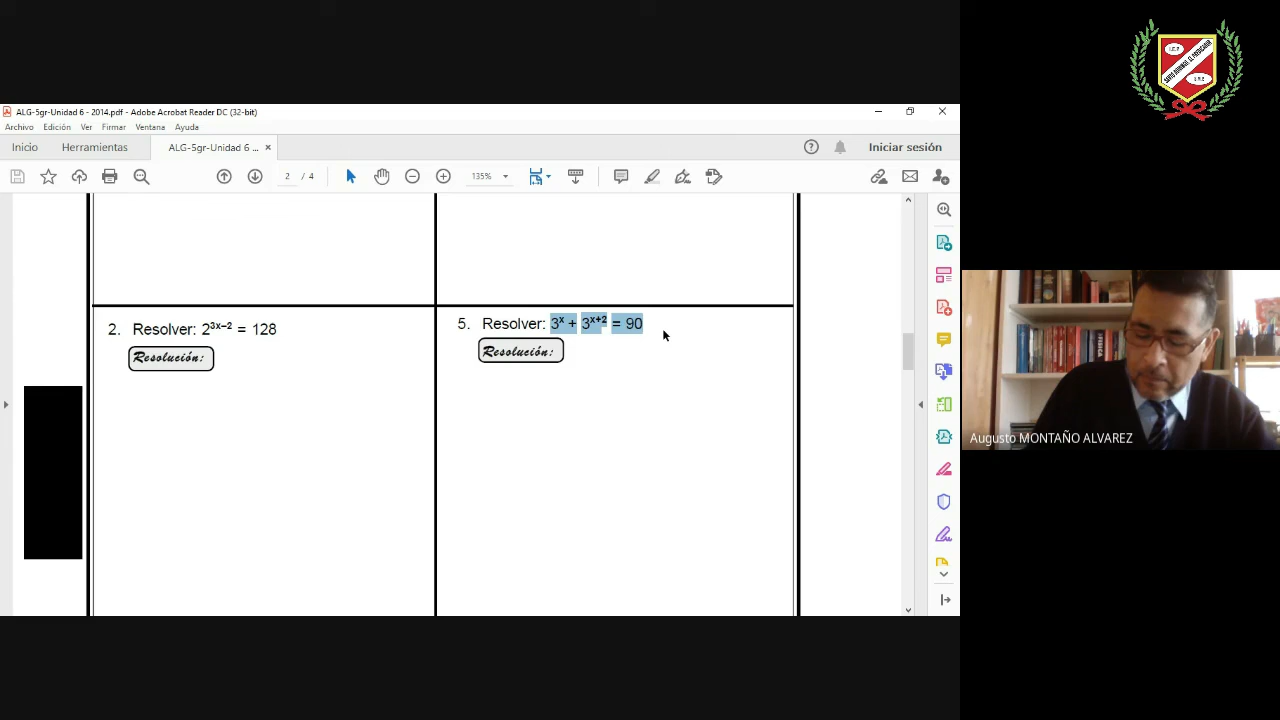 ALG-5gr-Unidad 6 - 2014.pdf - Adobe Acrobat Reader DC (32-bit)
Archivo Edición Ver Firmar Ventana Ayuda
Inicio Herramientas ALG-5gr-Unidad 6 ... × Iniciar sesión
2 / 4 135%
2. Resolver: 2^{3x–2} = 128
Resolución:
5. Resolver: 3^{x} + 3^{x+2} = 90
Resolución:
Augusto MONTAÑO ALVAREZ